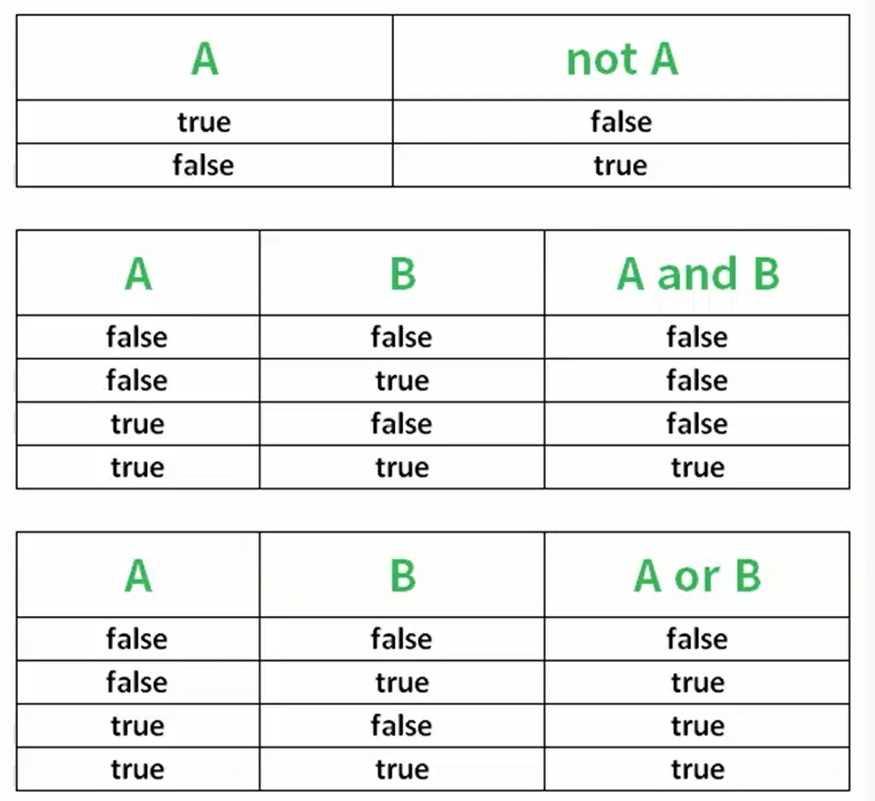 A not A
true false
false true
A B A and B
false false false
false true false
true false false
true true true
A B A or B
false false false
false true true
true false true
true true true